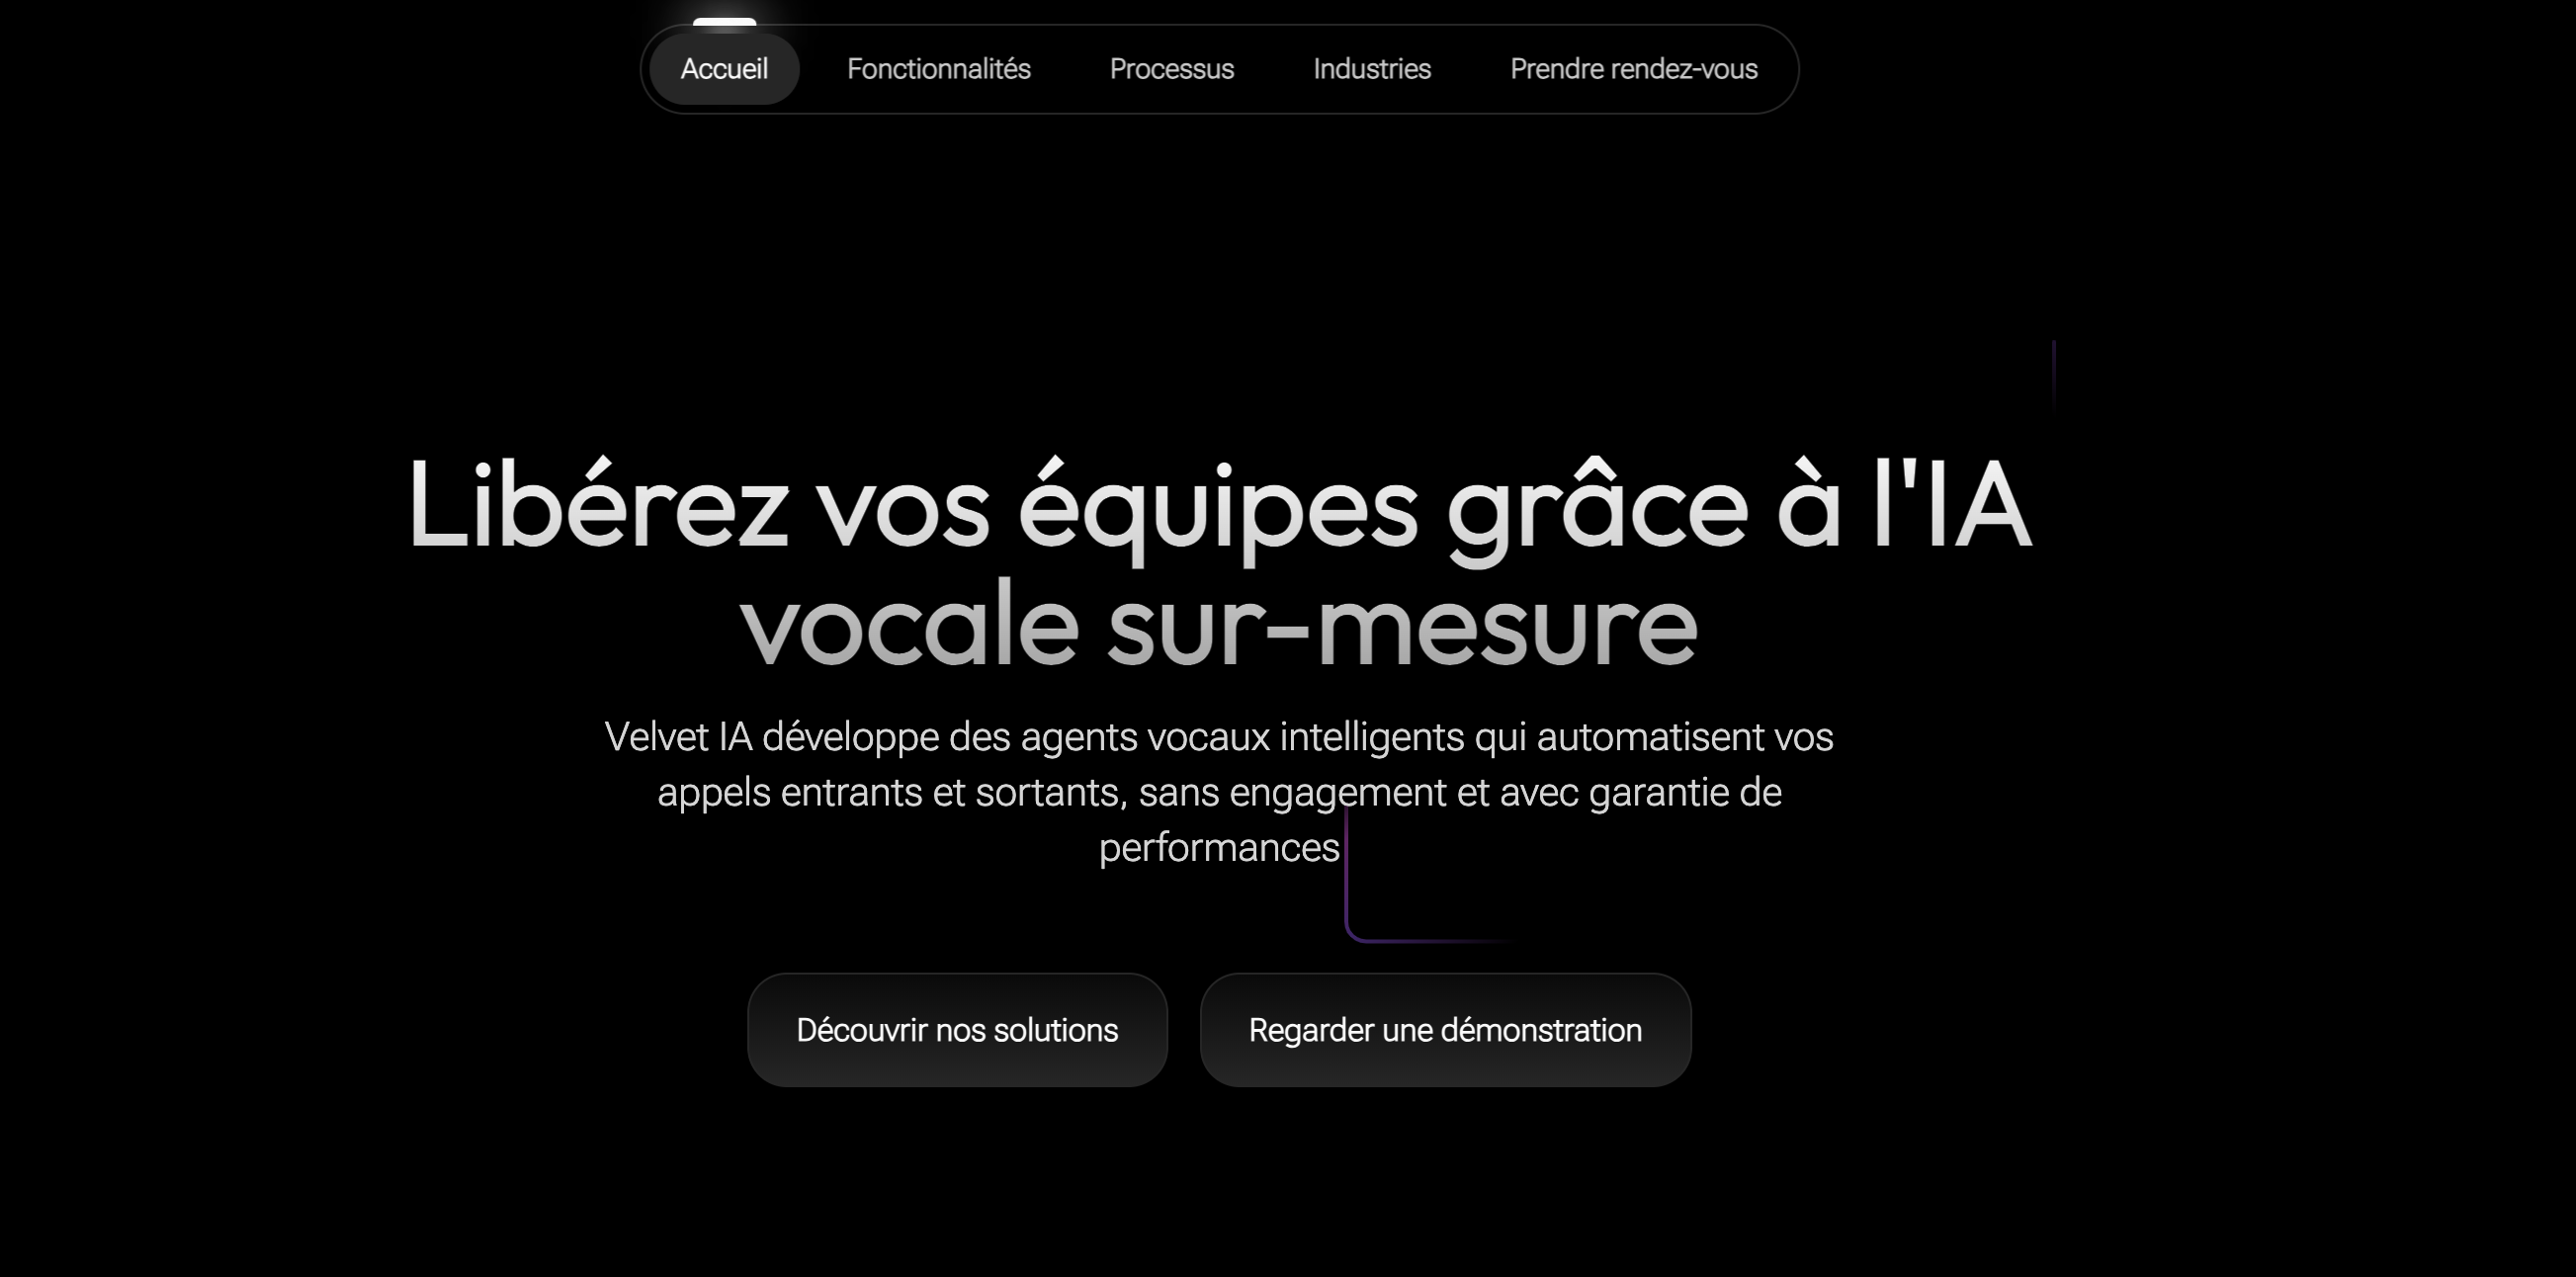 Accueil Fonctionnalités Processus Industries Prendre rendez-vous
Libérez vos équipes grâce à l'IA
vocale sur-mesure
Velvet IA développe des agents vocaux intelligents qui automatisent vos
appels entrants et sortants, sans engagement et avec garantie de
performances
Découvrir nos solutions Regarder une démonstration